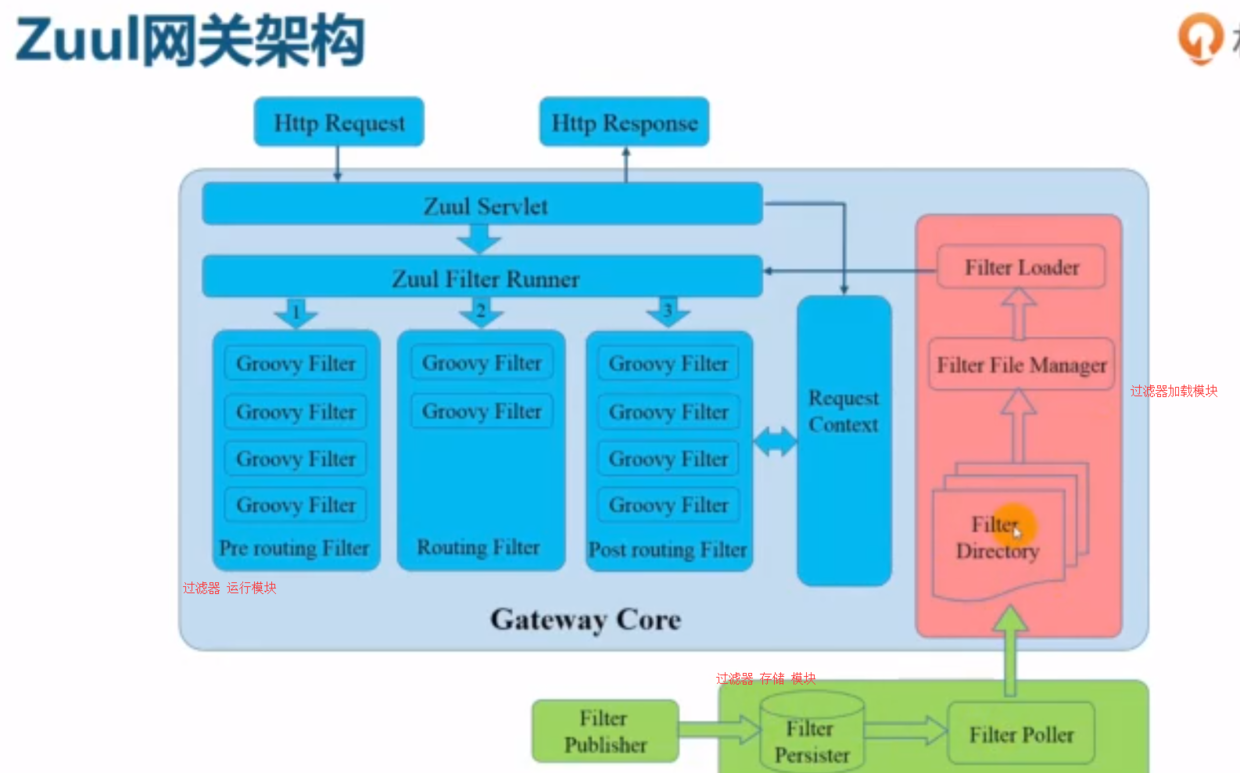 Zuul网关架构
Http Request
Http Response
Zuul Servlet
Zuul Filter Runner
Filter Loader
1
2
3
Groovy Filter
Groovy Filter
Groovy Filter
Groovy Filter
Pre routing Filter
Groovy Filter
Groovy Filter
Routing Filter
Groovy Filter
Groovy Filter
Groovy Filter
Groovy Filter
Post routing Filter
Request
Context
Filter File Manager
过滤器加载模块
Filter
Directory
过滤器 运行模块
Gateway Core
过滤器 存储 模块
Filter
Publisher
Filter
Persister
Filter Poller